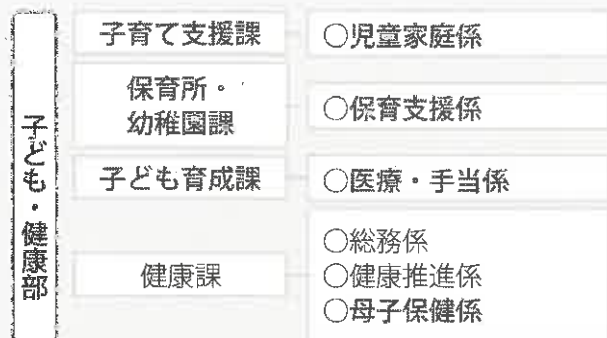 子ども・健康部
子育て支援課
○児童家庭係
保育所・
幼稚園課
○保育支援係
子ども育成課
○医療・手当係
健康課
○総務係
○健康推進係
○母子保健係